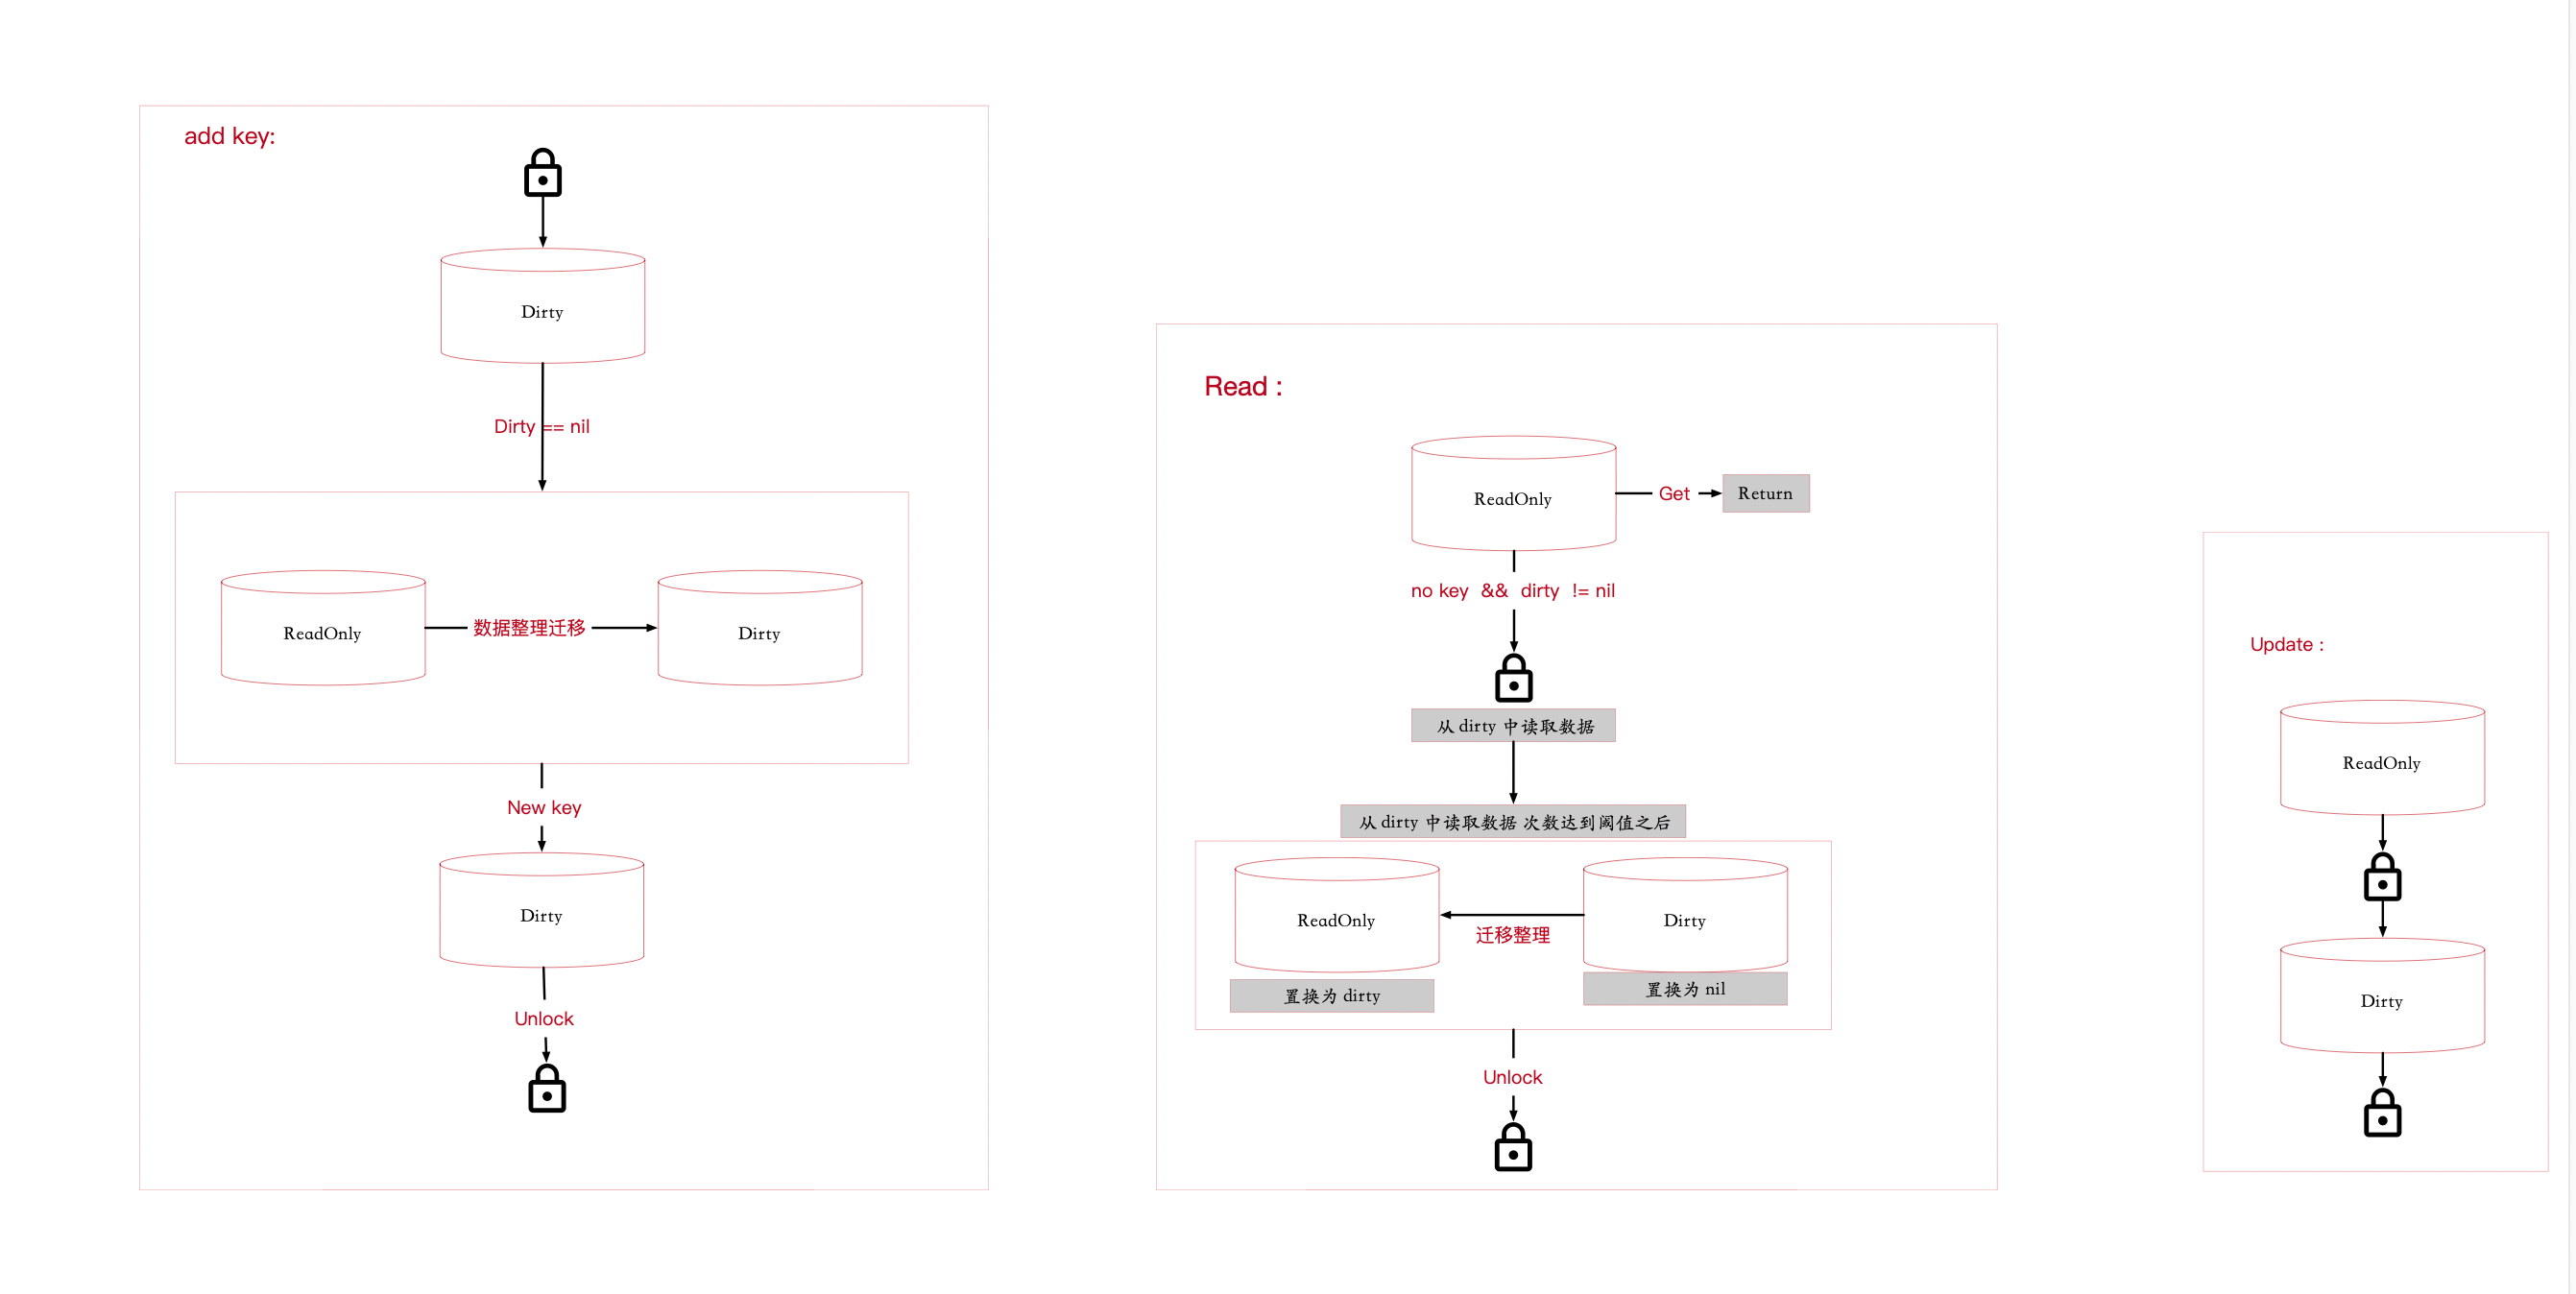 add key:
Dirty
Dirty == nil
ReadOnly
数据整理迁移
Dirty
New key
Dirty
Unlock
Read :
ReadOnly
Get
Return
no key && dirty != nil
从 dirty 中读取数据
从 dirty 中读取数据 次数达到阈值之后
ReadOnly
Dirty
迁移整理
置换为 dirty
置换为 nil
Unlock
Update :
ReadOnly
Dirty